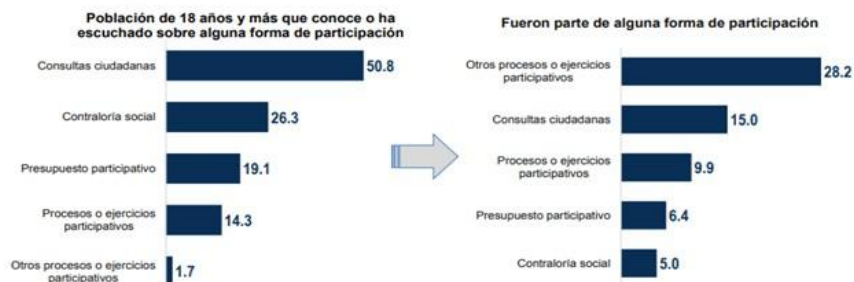 Población de 18 años y más que conoce o ha
escuchado sobre alguna forma de participación
Consultas ciudadanas
50.8
Contraloría social
26.3
Presupuesto participativo
19.1
Procesos o ejercicios
participativos
14.3
Otros procesos o ejercicios
participativos
1.7
Fueron parte de alguna forma de participación
Otros procesos o ejercicios
participativos
28.2
Consultas ciudadanas
15.0
Procesos o ejercicios
participativos
9.9
Presupuesto participativo
6.4
Contraloría social
5.0